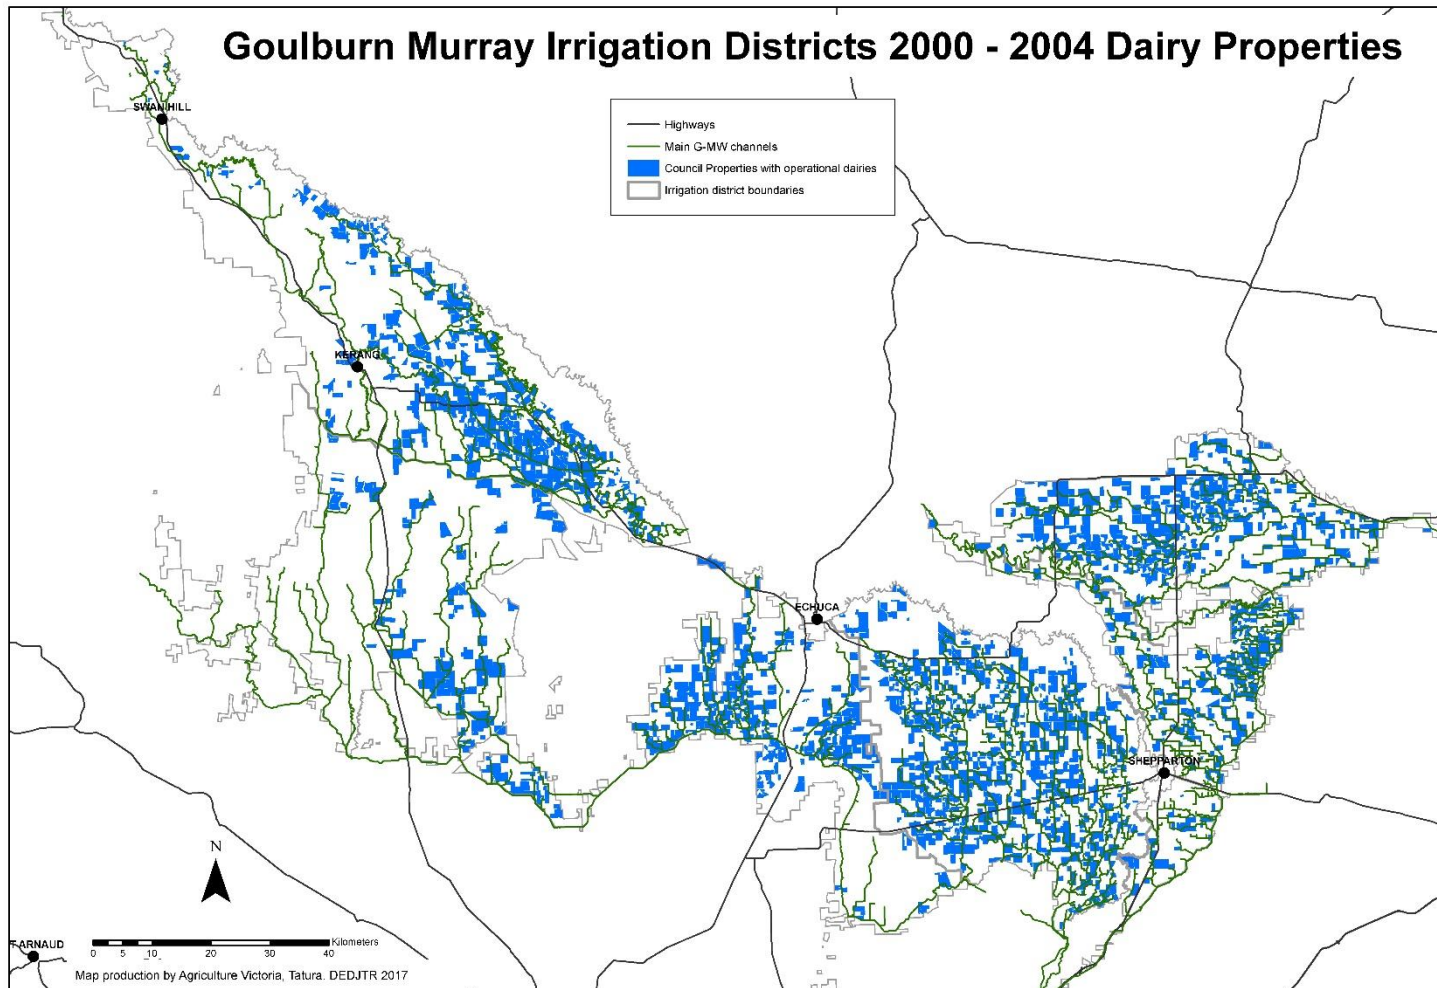 Goulburn Murray Irrigation Districts 2000 - 2004 Dairy Properties
SWAN HILL
Highways
Main G-MW channels
Council Properties with operational dairies
Irrigation district boundaries
KERANG
ECHUCA
SHEPPARTON
N
T ARNAUD
Kilometers
0 5 10 20 30 40
Map production by Agriculture Victoria, Tatura. DEDJTR 2017